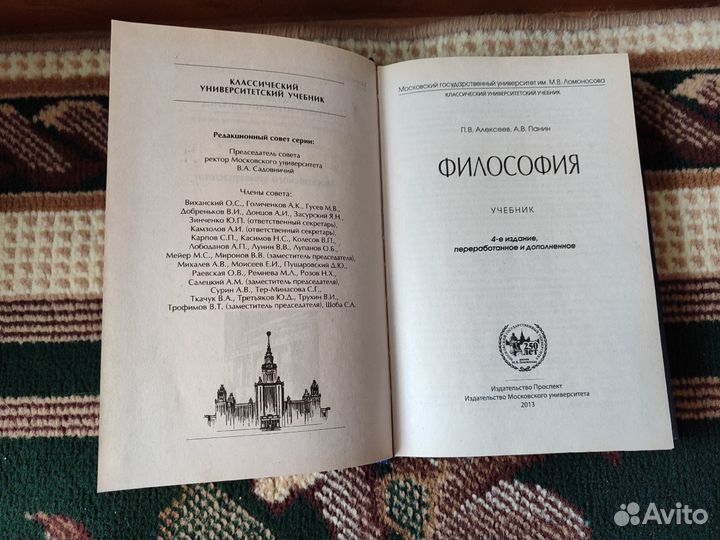 КЛАССИЧЕСКИЙ
УНИВЕРСИТЕТСКИЙ УЧЕБНИК
Редакционный совет серии:
Председатель совета
ректор Московского университета
В.А. Садовничий
Члены совета:
Виханский О.С., Голиченков А.К., Гусев М.В.,
Добреньков В.И., Донцов А.И., Засурский Я.Н.,
Зинченко Ю.П. (ответственный секретарь),
Камзолов А.И. (ответственный секретарь),
Карпов С.П., Касимов Н.С., Колесов В.П.,
Лободанов А.П., Лунин В.В., Лупанов О.Б.,
Мейер М.С., Миронов В.В. (заместитель председателя),
Михалев А.В., Моисеев Е.И., Пушаровский Д.Ю.,
Раевская О.В., Ремнева М.Л., Розов Н.Х.,
Салецкий А.М. (заместитель председателя),
Сурин А.В., Тер-Минасова С.Г.,
Ткачук В.А., Третьяков Ю.Д., Трухин В.И.,
Трофимов В.Т. (заместитель председателя), Шоба С.А.
Московский государственный университет им. М.В. Ломоносова
КЛАССИЧЕСКИЙ УНИВЕРСИТЕТСКИЙ УЧЕБНИК
П.В. Алексеев, А.В. Панин
ФИЛОСОФИЯ
УЧЕБНИК
4-е издание,
переработанное и дополненное
250
ЛЕТ
Издательство Проспект
Издательство Московского университета
2013
Avito